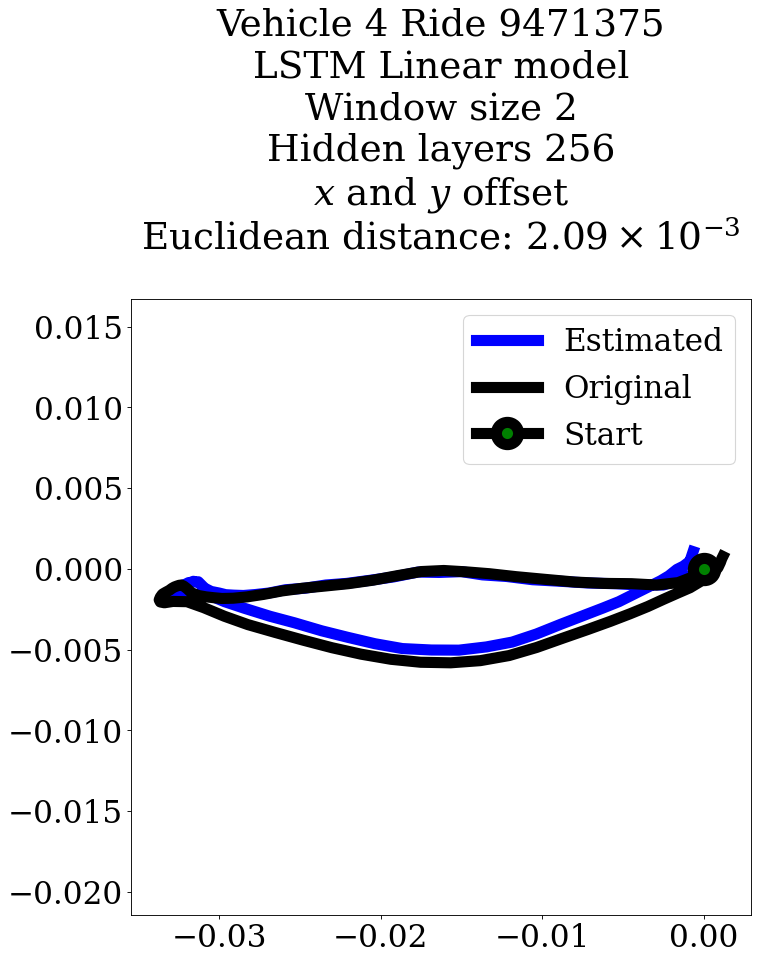 Vehicle 4 Ride 9471375
LSTM Linear model
Window size 2
Hidden layers 256
x and y offset
Euclidean distance: 2.09 × 10⁻³
Estimated
Original
Start
0.015
0.010
0.005
0.000
−0.005
−0.010
−0.015
−0.020
−0.03
−0.02
−0.01
0.00